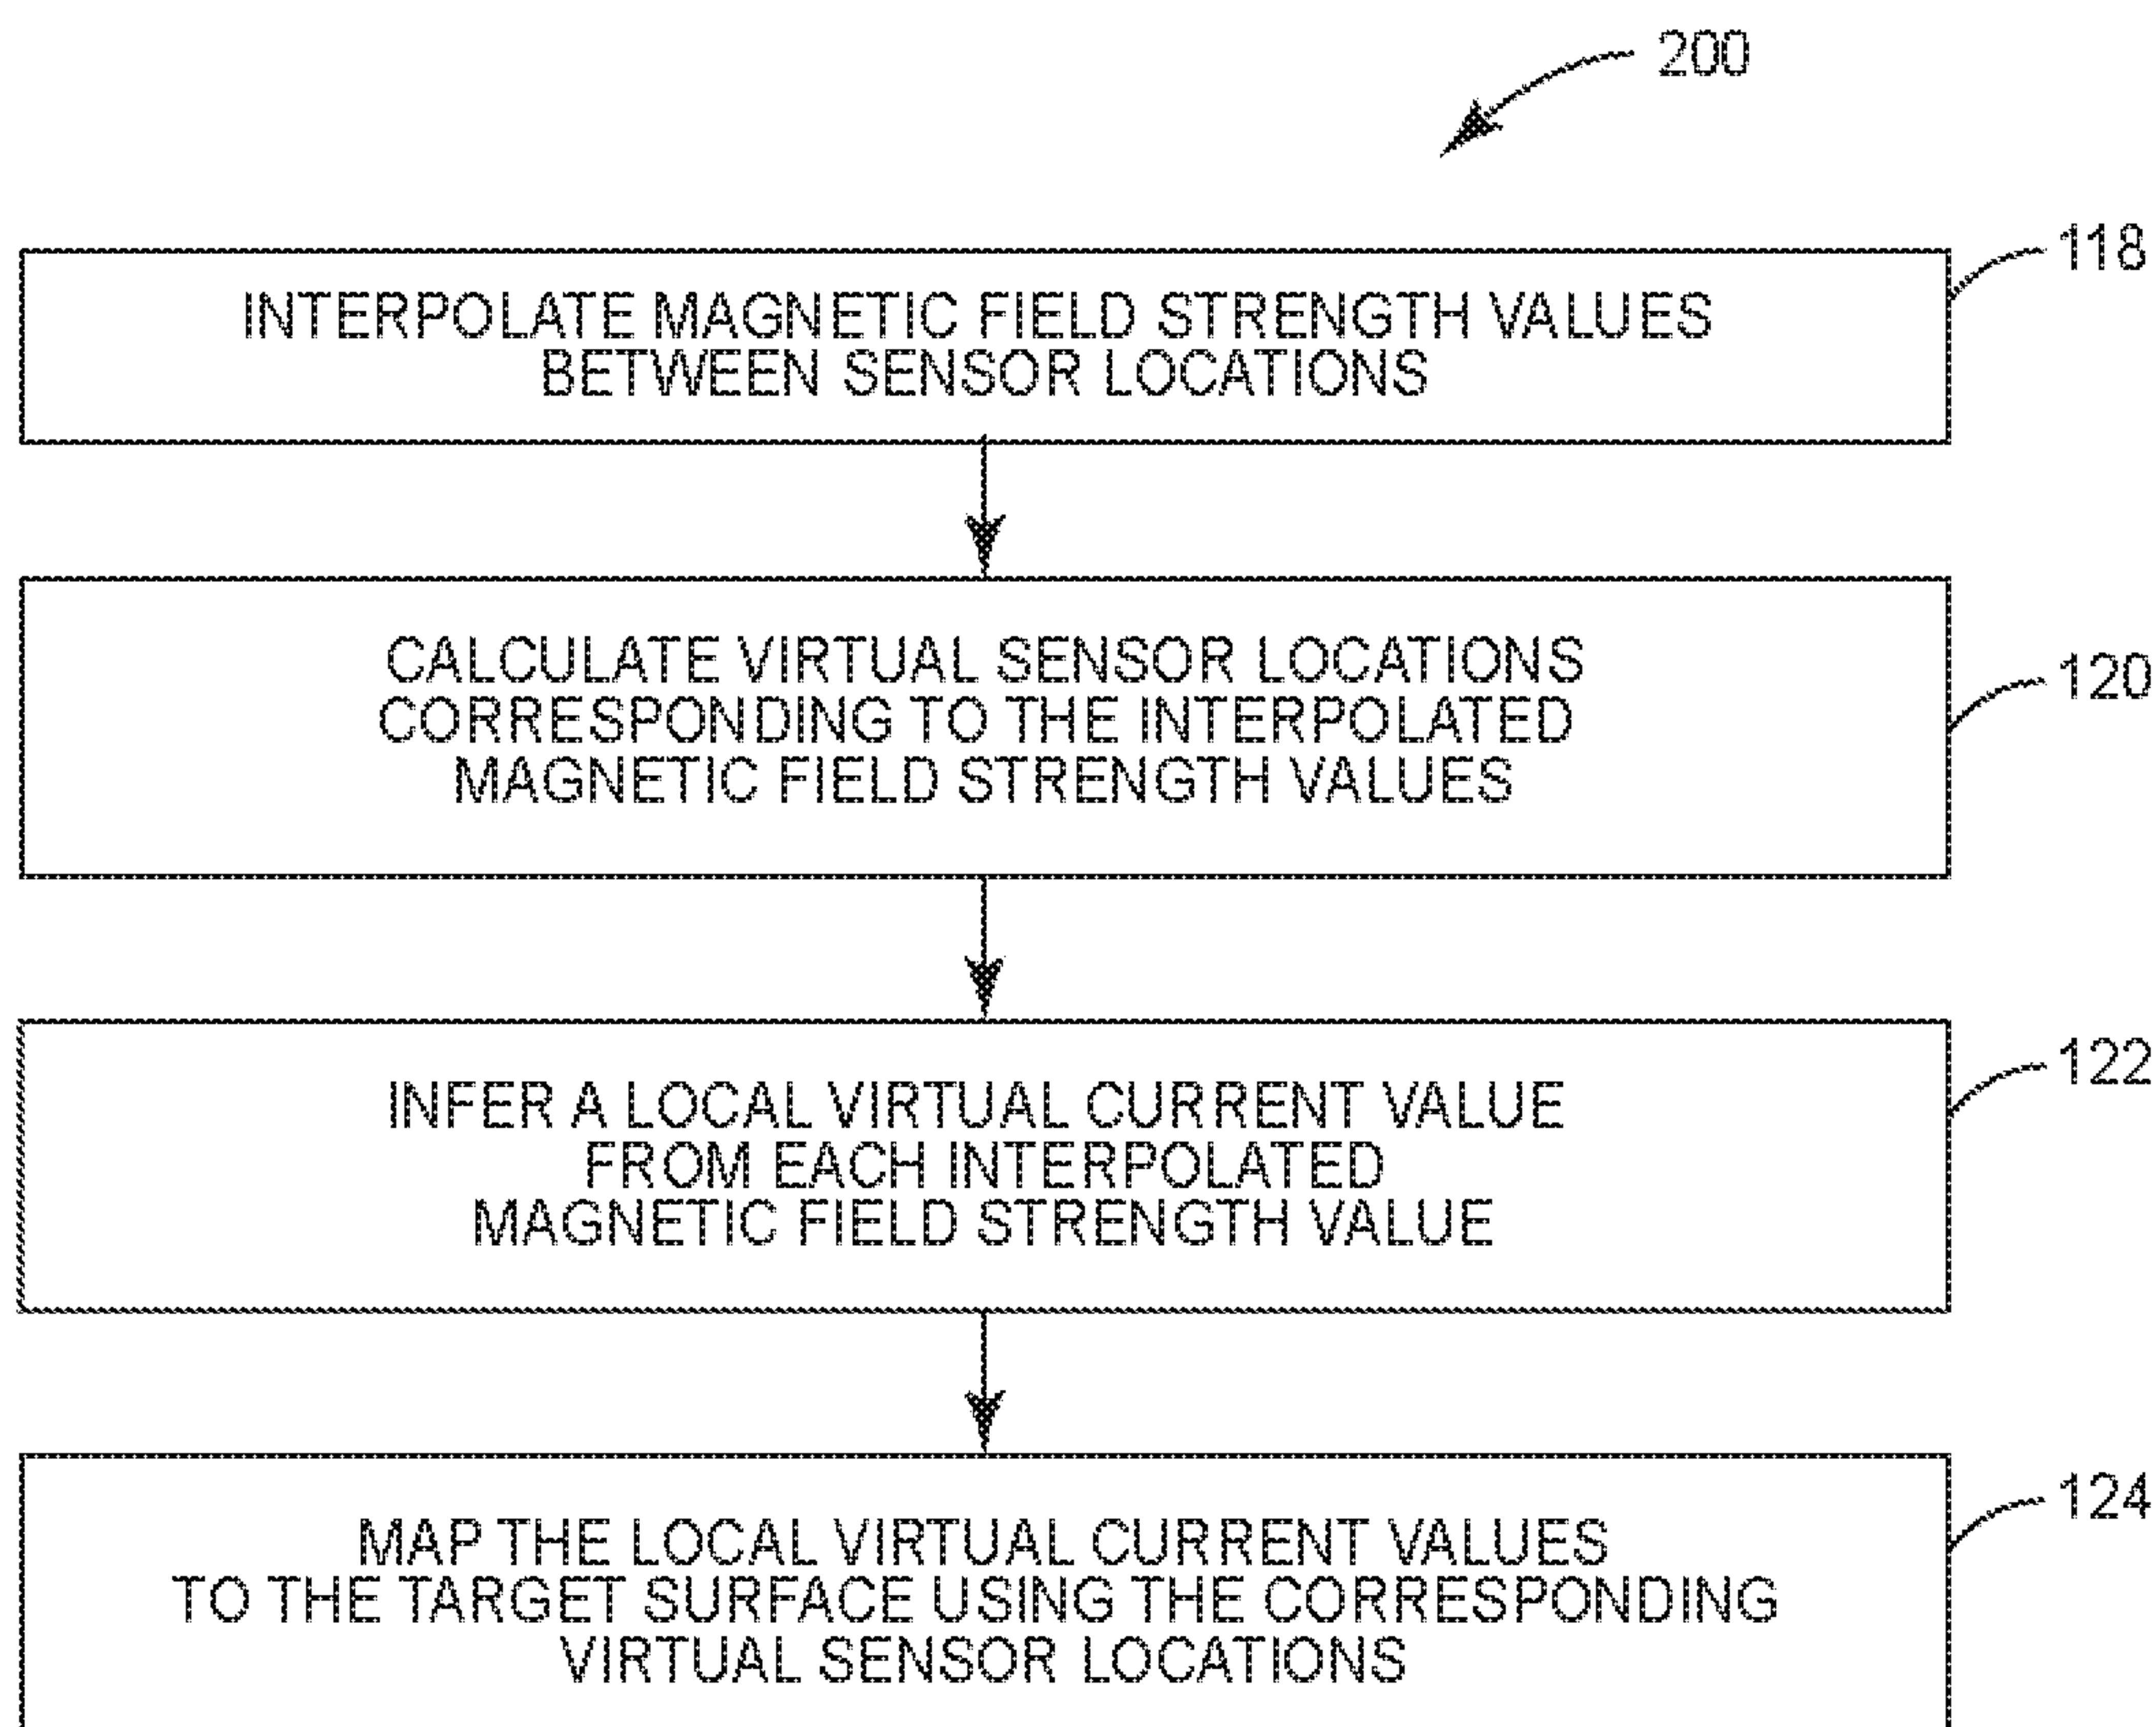 200
118
INTERPOLATE MAGNETIC FIELD STRENGTH VALUES
BETWEEN SENSOR LOCATIONS
120
CALCULATE VIRTUAL SENSOR LOCATIONS
CORRESPONDING TO THE INTERPOLATED
MAGNETIC FIELD STRENGTH VALUES
122
INFER A LOCAL VIRTUAL CURRENT VALUE
FROM EACH INTERPOLATED
MAGNETIC FIELD STRENGTH VALUE
124
MAP THE LOCAL VIRTUAL CURRENT VALUES
TO THE TARGET SURFACE USING THE CORRESPONDING
VIRTUAL SENSOR LOCATIONS